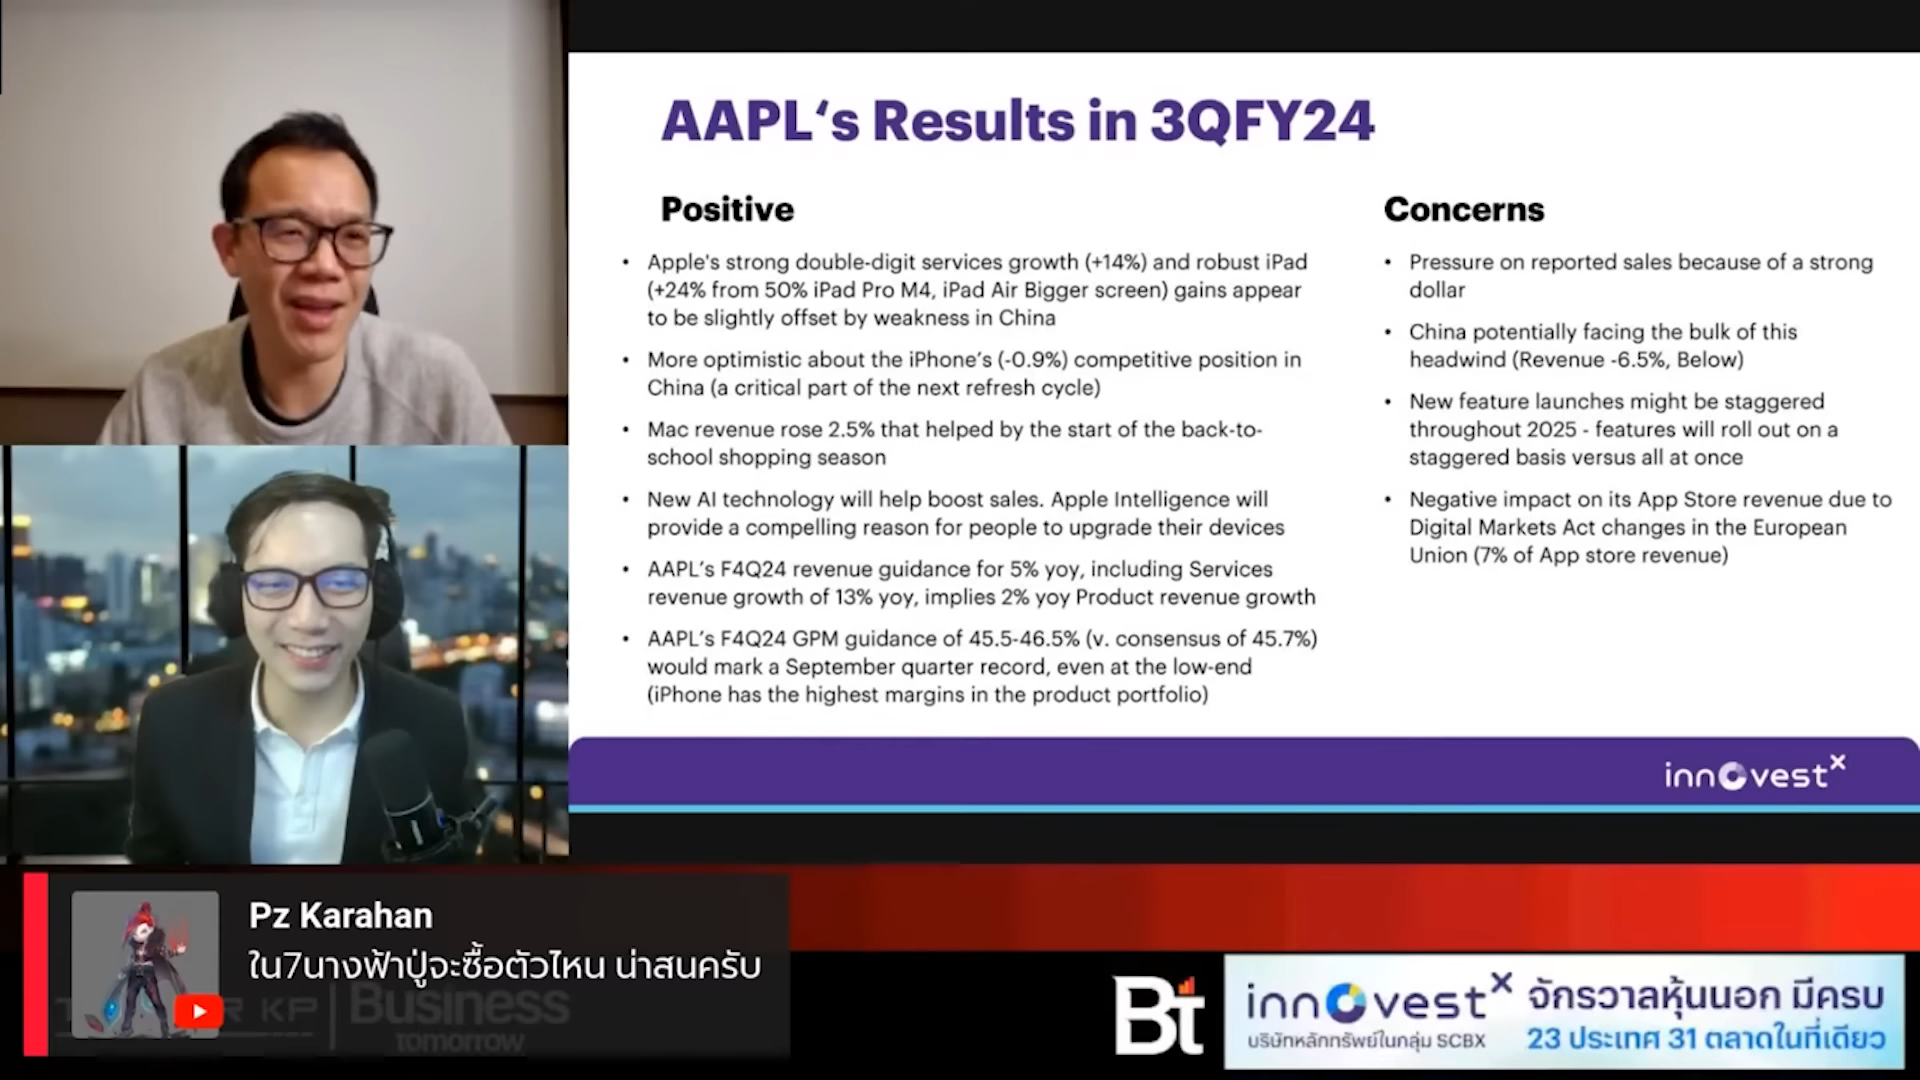 AAPL‘s Results in 3QFY24
Positive
• Apple's strong double-digit services growth (+14%) and robust iPad
(+24% from 50% iPad Pro M4, iPad Air Bigger screen) gains appear
to be slightly offset by weakness in China
• More optimistic about the iPhone’s (-0.9%) competitive position in
China (a critical part of the next refresh cycle)
• Mac revenue rose 2.5% that helped by the start of the back-to-
school shopping season
• New AI technology will help boost sales. Apple Intelligence will
provide a compelling reason for people to upgrade their devices
• AAPL’s F4Q24 revenue guidance for 5% yoy, including Services
revenue growth of 13% yoy, implies 2% yoy Product revenue growth
• AAPL’s F4Q24 GPM guidance of 45.5-46.5% (v. consensus of 45.7%)
would mark a September quarter record, even at the low-end
(iPhone has the highest margins in the product portfolio)
Concerns
• Pressure on reported sales because of a strong
dollar
• China potentially facing the bulk of this
headwind (Revenue -6.5%, Below)
• New feature launches might be staggered
throughout 2025 - features will roll out on a
staggered basis versus all at once
• Negative impact on its App Store revenue due to
Digital Markets Act changes in the European
Union (7% of App store revenue)
innovestx
Pz Karahan
ใน7นางฟ้าปู่จะซื้อตัวไหน น่าสนครับ
KP
Business
tomorrow
Bt
innovestx
บริษัทหลักทรัพย์ในกลุ่ม SCBX
จักรวาลหุ้นนอก มีครบ
23 ประเทศ 31 ตลาดในที่เดียว